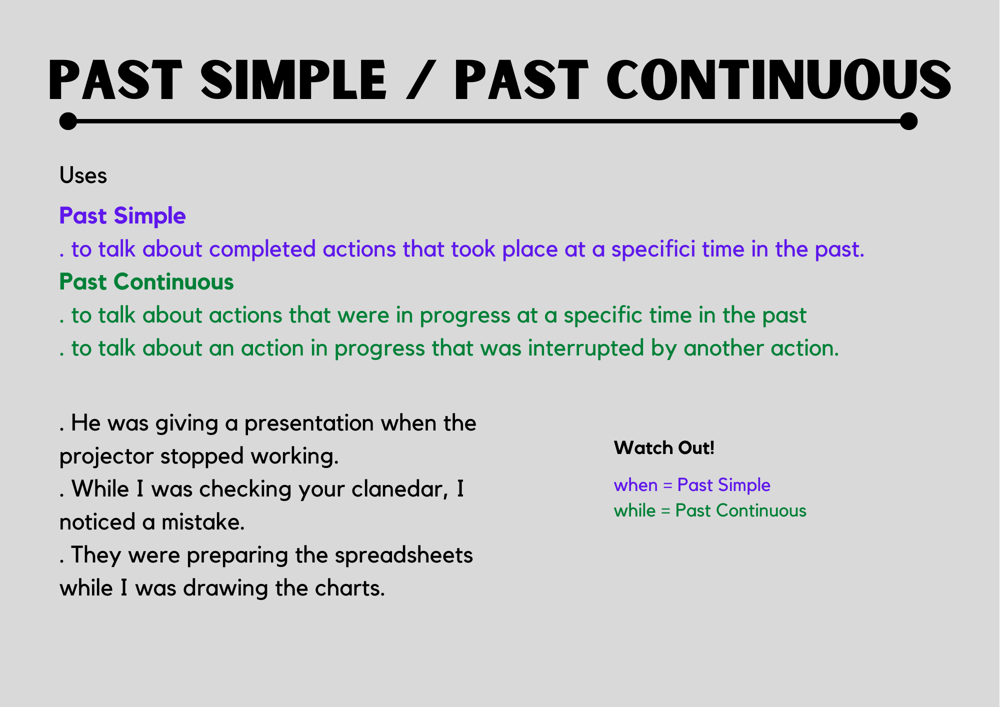 PAST SIMPLE / PAST CONTINUOUS
Uses
Past Simple
. to talk about completed actions that took place at a specifici time in the past.
Past Continuous
. to talk about actions that were in progress at a specific time in the past
. to talk about an action in progress that was interrupted by another action.
. He was giving a presentation when the
projector stopped working.
. While I was checking your clanedar, I
noticed a mistake.
. They were preparing the spreadsheets
while I was drawing the charts.
Watch Out!
when = Past Simple
while = Past Continuous